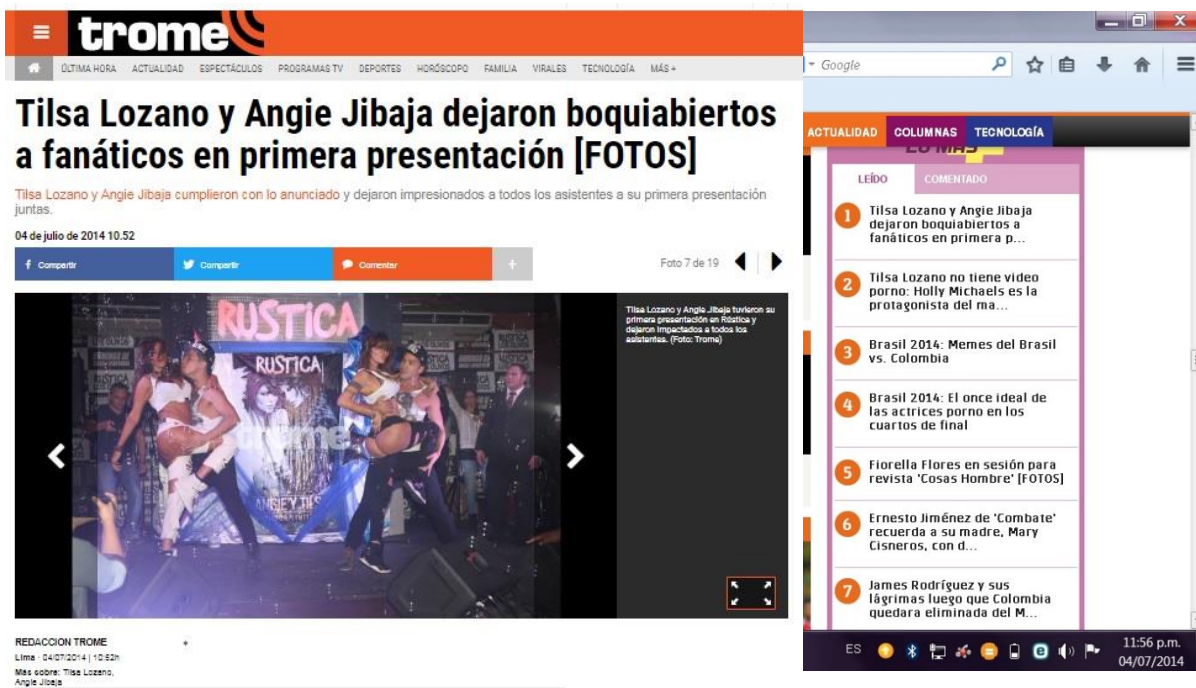 trome
ÚLTIMA HORA ACTUALIDAD ESPECTÁCULOS PROGRAMAS TV DEPORTES HORÓSCOPO FAMILIA VIRALES TECNOLOGÍA MÁS +
Tilsa Lozano y Angie Jibaja dejaron boquiabiertos
a fanáticos en primera presentación [FOTOS]
Tilsa Lozano y Angie Jibaja cumplieron con lo anunciado y dejaron impresionados a todos los asistentes a su primera presentación
juntas.
04 de julio de 2014 10.52
Compartir Compartir Comentar +
Foto 7 de 19
Tilsa Lozano y Angie Jibaja tuvieron su
primera presentación en Rústica y
dejaron impactados a todos los
asistentes. (Foto: Trome)
RUSTICA
RUSTICA
trome
ANGIE Y TILS
REDACCION TROME
Lima - 04/07/2014 | 10:52h
Más sobre: Tilsa Lozano,
Angie Jibaja
Google
ACTUALIDAD COLUMNAS TECNOLOGÍA
LO MÁS
LEÍDO COMENTADO
1 Tilsa Lozano y Angie Jibaja
dejaron boquiabiertos a
fanáticos en primera p...
2 Tilsa Lozano no tiene video
porno: Holly Michaels es la
protagonista del ma...
3 Brasil 2014: Memes del Brasil
vs. Colombia
4 Brasil 2014: El once ideal de
las actrices porno en los
cuartos de final
5 Fiorella Flores en sesión para
revista 'Cosas Hombre' [FOTOS]
6 Ernesto Jiménez de 'Combate'
recuerda a su madre, Mary
Cisneros, con d...
7 James Rodríguez y sus
lágrimas luego que Colombia
quedara eliminada del M...
ES
11:56 p.m.
04/07/2014